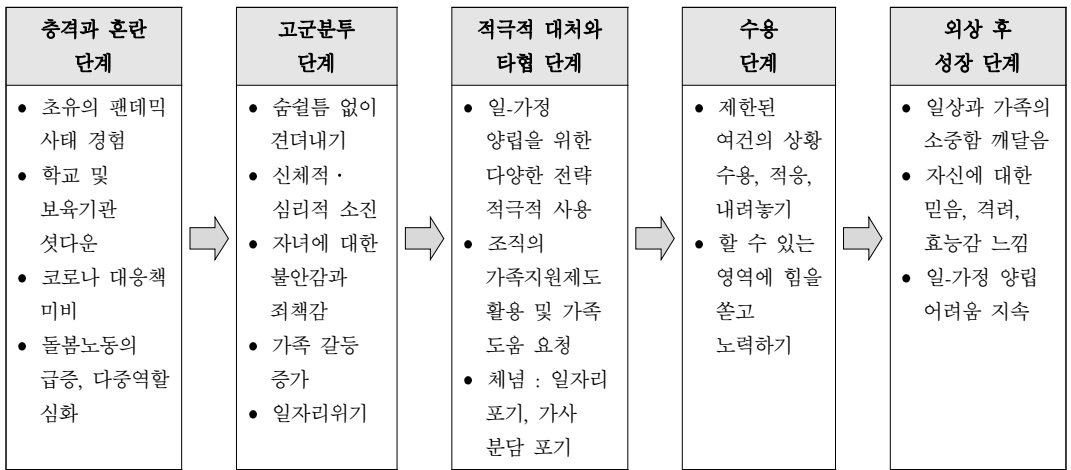 충격과 혼란
단계
● 초유의 팬데믹
사태 경험
● 학교 및
보육기관
셧다운
● 코로나 대응책
미비
● 돌봄노동의
급증, 다중역할
심화
고군분투
단계
● 숨쉴틈 없이
견뎌내기
● 신체적·
심리적 소진
● 자녀에 대한
불안감과
죄책감
● 가족 갈등
증가
● 일자리위기
적극적 대처와
타협 단계
● 일-가정
양립을 위한
다양한 전략
적극적 사용
● 조직의
가족지원제도
활용 및 가족
도움 요청
● 체념 : 일자리
포기, 가사
분담 포기
수용
단계
● 제한된
여건의 상황
수용, 적응,
내려놓기
● 할 수 있는
영역에 힘을
쏟고
노력하기
외상 후
성장 단계
● 일상과 가족의
소중함 깨달음
● 자신에 대한
믿음, 격려,
효능감 느낌
● 일-가정 양립
어려움 지속